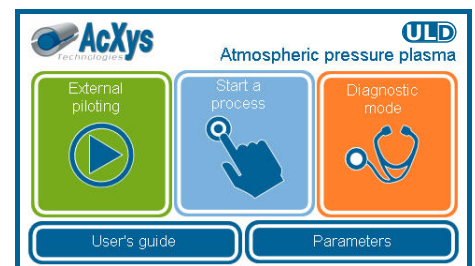 AcXys
Technologies
ULD
Atmospheric pressure plasma
External
piloting
Start a
process
Diagnostic
mode
User's guide
Parameters